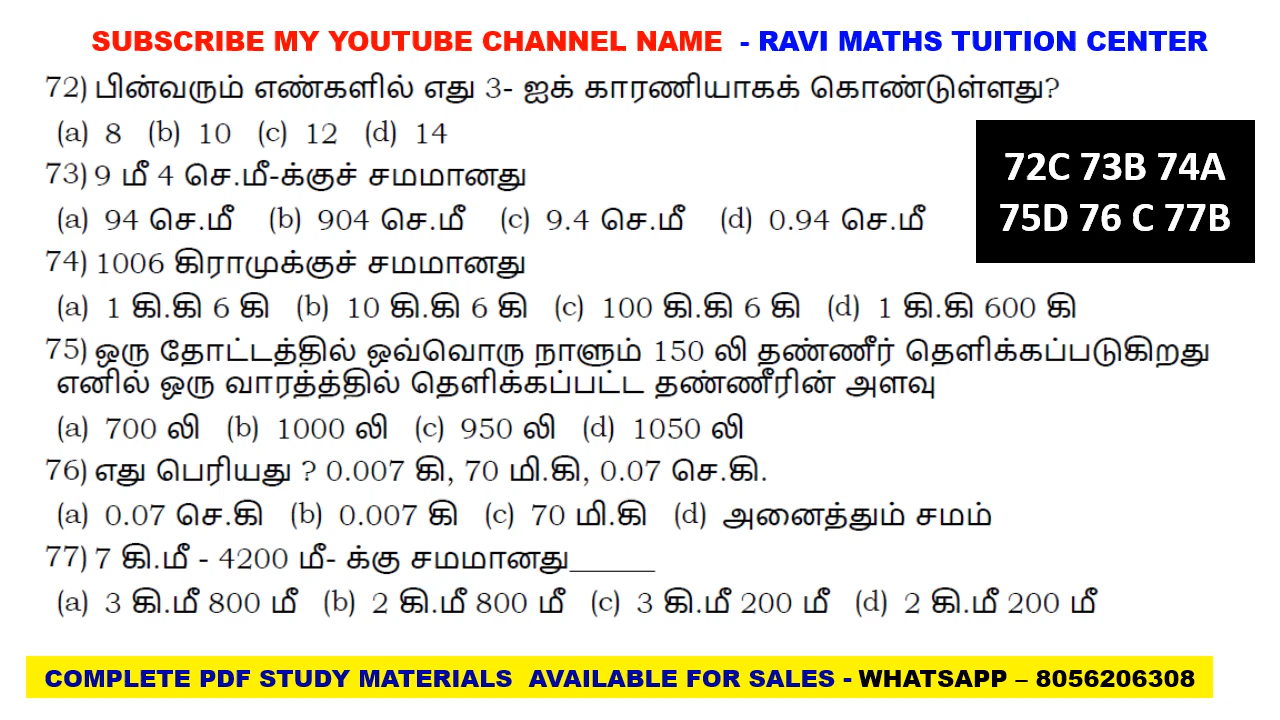 SUBSCRIBE MY YOUTUBE CHANNEL NAME - RAVI MATHS TUITION CENTER
72) பின்வரும் எண்களில் எது 3- ஐக் காரணியாகக் கொண்டுள்ளது?
(a) 8 (b) 10 (c) 12 (d) 14
73) 9 மீ 4 செ.மீ-க்குச் சமமானது
(a) 94 செ.மீ (b) 904 செ.மீ (c) 9.4 செ.மீ (d) 0.94 செ.மீ
72C 73B 74A
75D 76 C 77B
74) 1006 கிராமுக்குச் சமமானது
(a) 1 கி.கி 6 கி (b) 10 கி.கி 6 கி (c) 100 கி.கி 6 கி (d) 1 கி.கி 600 கி
75) ஒரு தோட்டத்தில் ஒவ்வொரு நாளும் 150 லி தண்ணீர் தெளிக்கப்படுகிறது
எனில் ஒரு வாரத்த்தில் தெளிக்கப்பட்ட தண்ணீரின் அளவு
(a) 700 லி (b) 1000 லி (c) 950 லி (d) 1050 லி
76) எது பெரியது ? 0.007 கி, 70 மி.கி, 0.07 செ.கி.
(a) 0.07 செ.கி (b) 0.007 கி (c) 70 மி.கி (d) அனைத்தும் சமம்
77) 7 கி.மீ - 4200 மீ- க்கு சமமானது_____
(a) 3 கி.மீ 800 மீ (b) 2 கி.மீ 800 மீ (c) 3 கி.மீ 200 மீ (d) 2 கி.மீ 200 மீ
COMPLETE PDF STUDY MATERIALS AVAILABLE FOR SALES - WHATSAPP – 8056206308